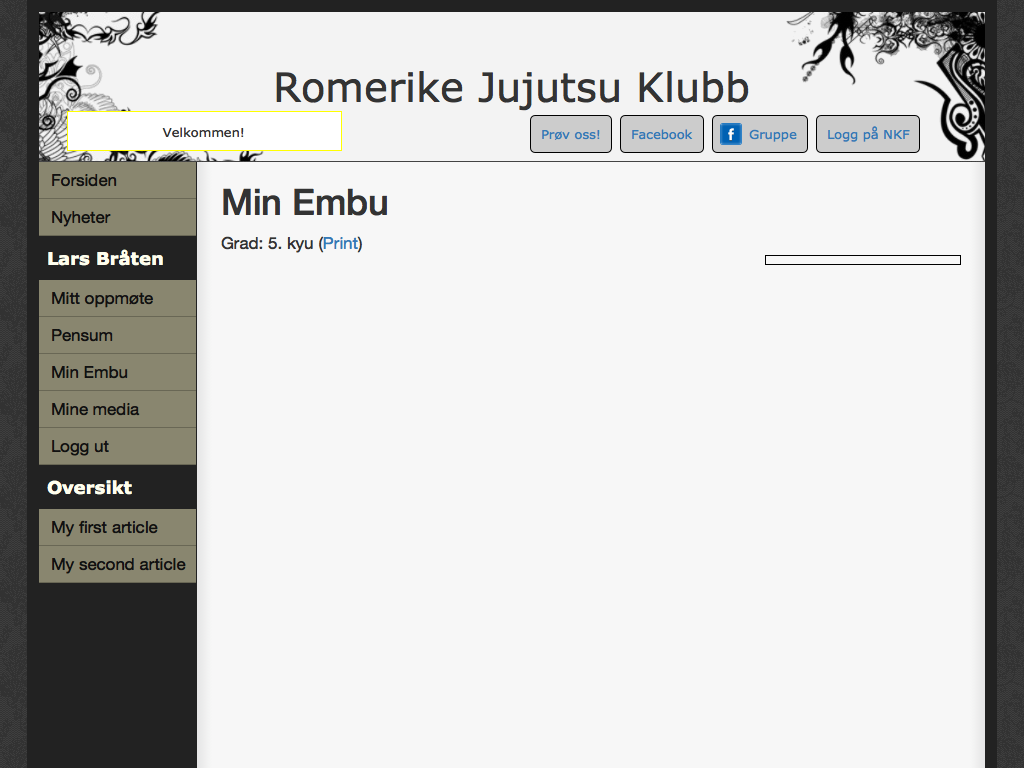 Romerike Jujutsu Klubb
Velkommen!
Prøv oss!
Facebook
f Gruppe
Logg på NKF
Forsiden
Nyheter
Lars Bråten
Mitt oppmøte
Pensum
Min Embu
Mine media
Logg ut
Oversikt
My first article
My second article
Min Embu
Grad: 5. kyu (Print)